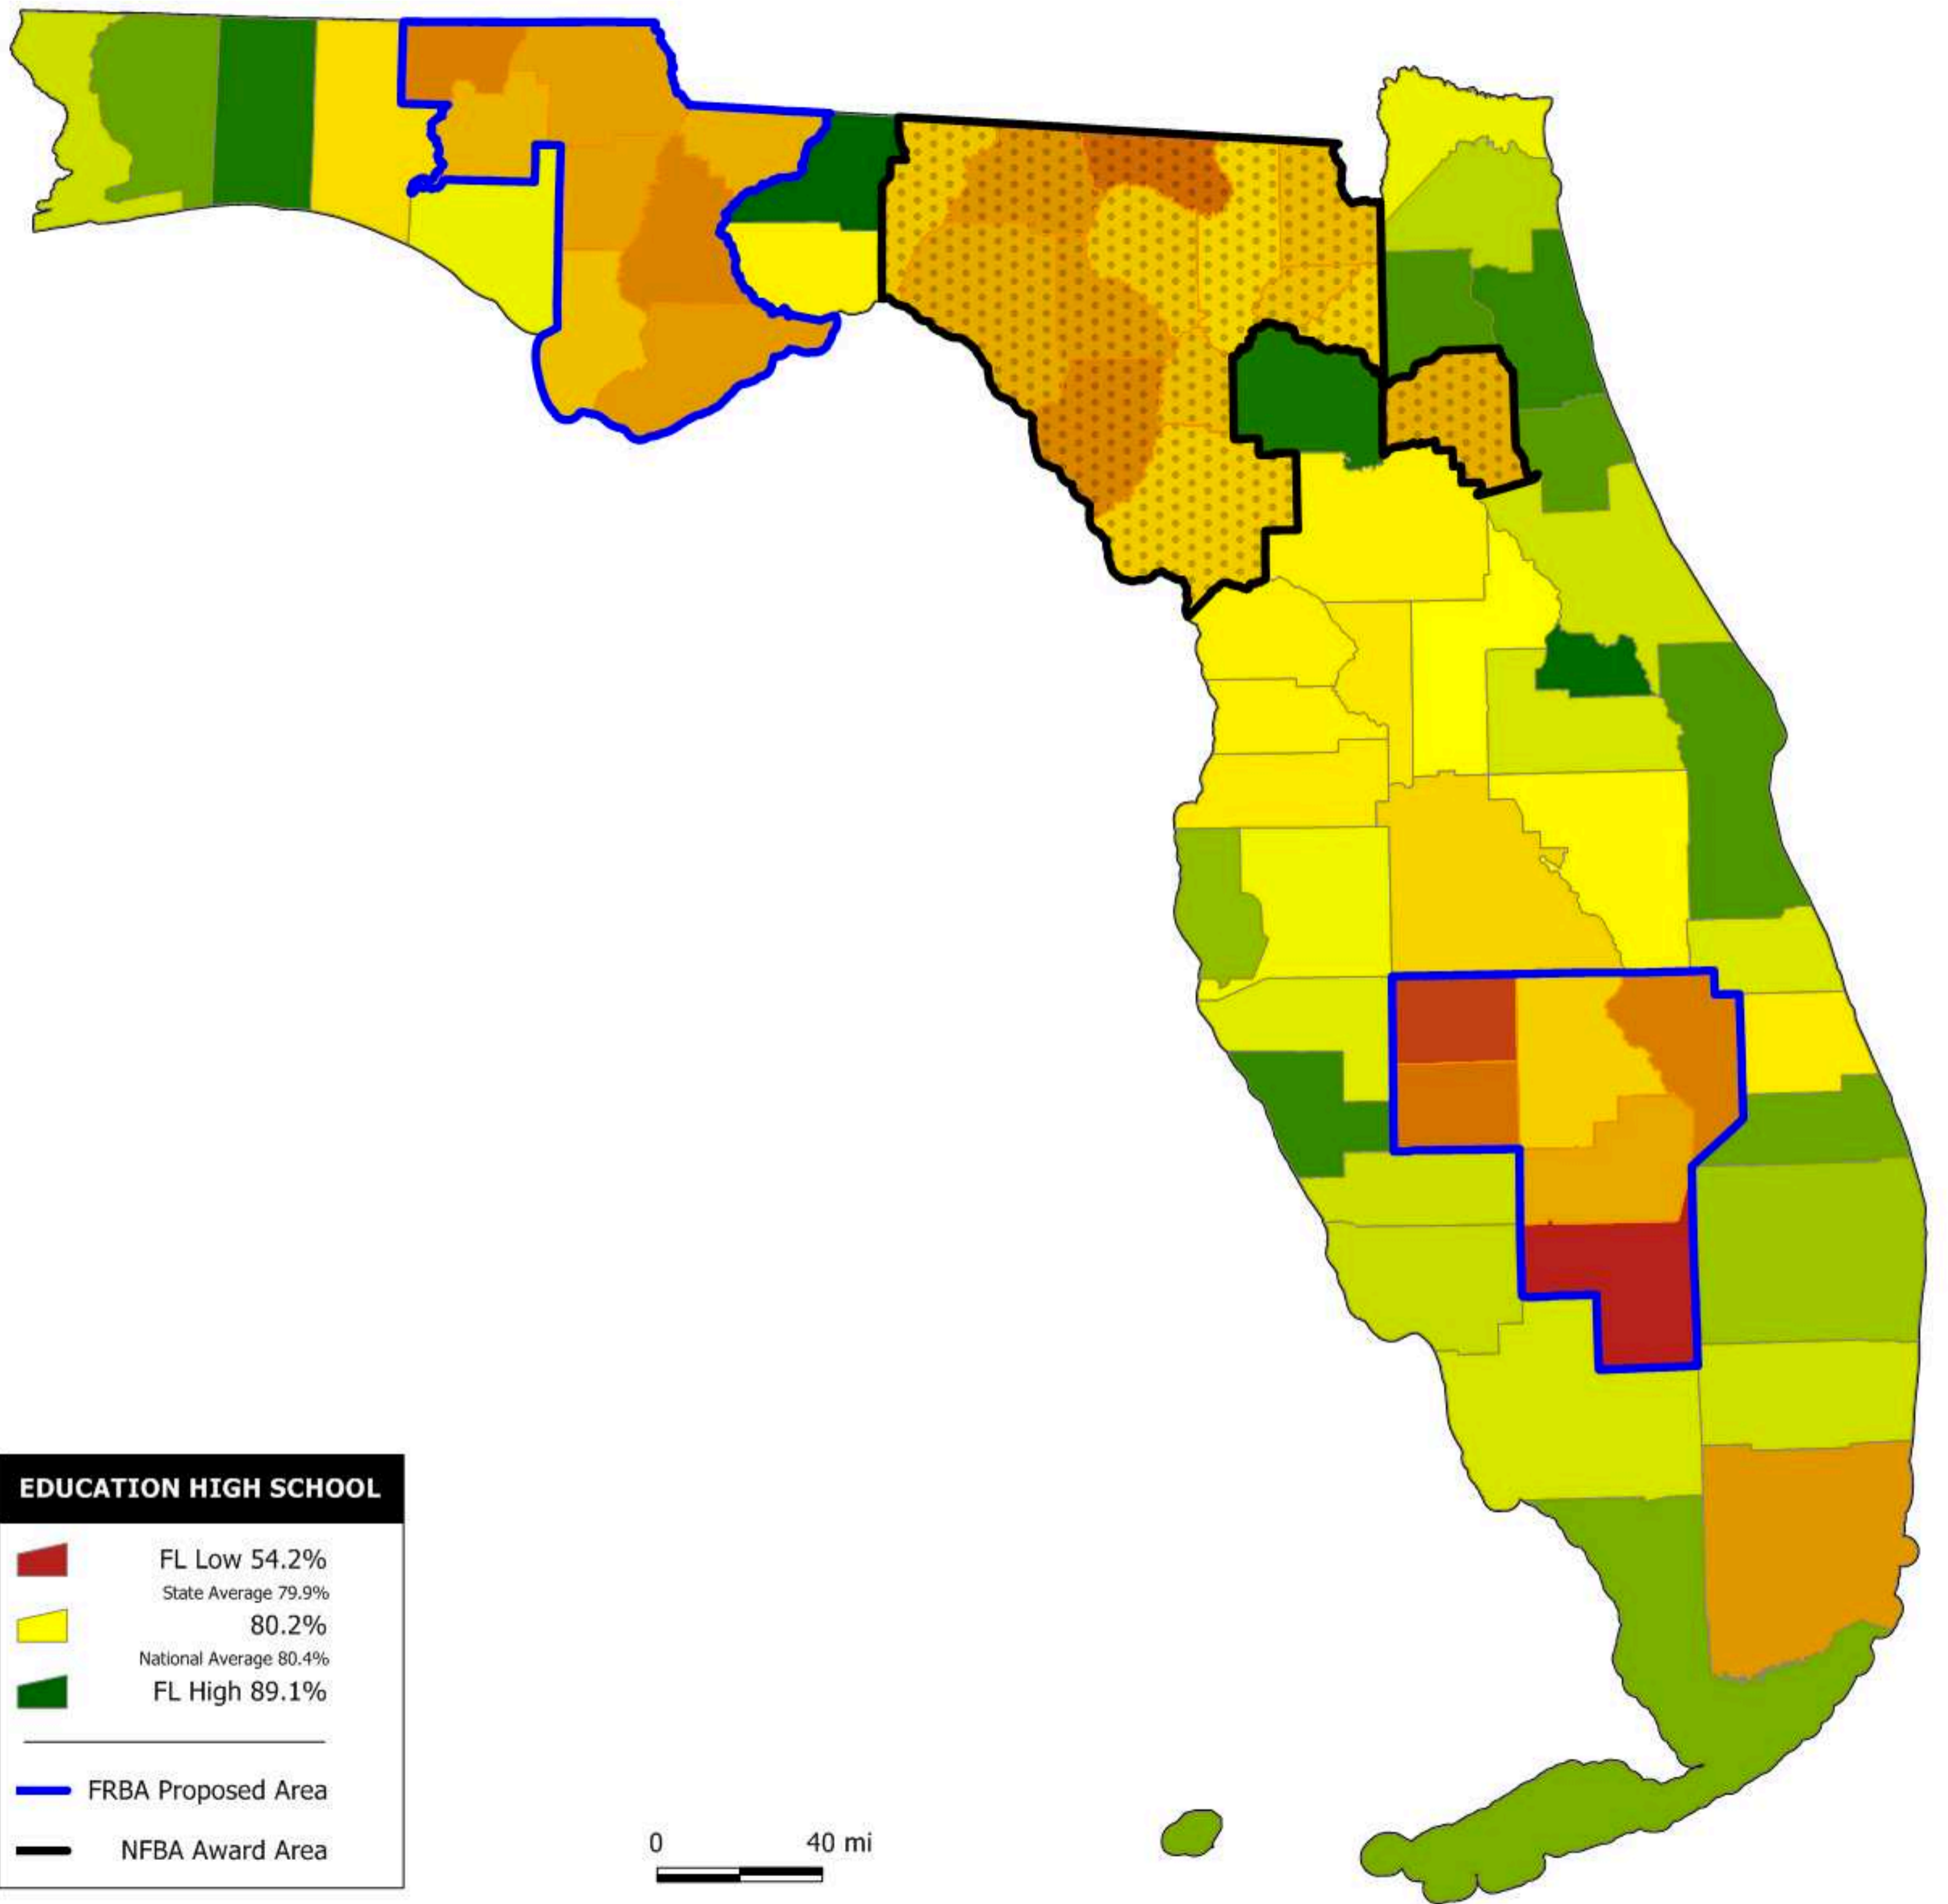 EDUCATION HIGH SCHOOL
FL Low 54.2%
State Average 79.9%
80.2%
National Average 80.4%
FL High 89.1%
FRBA Proposed Area
NFBA Award Area
0 40 mi